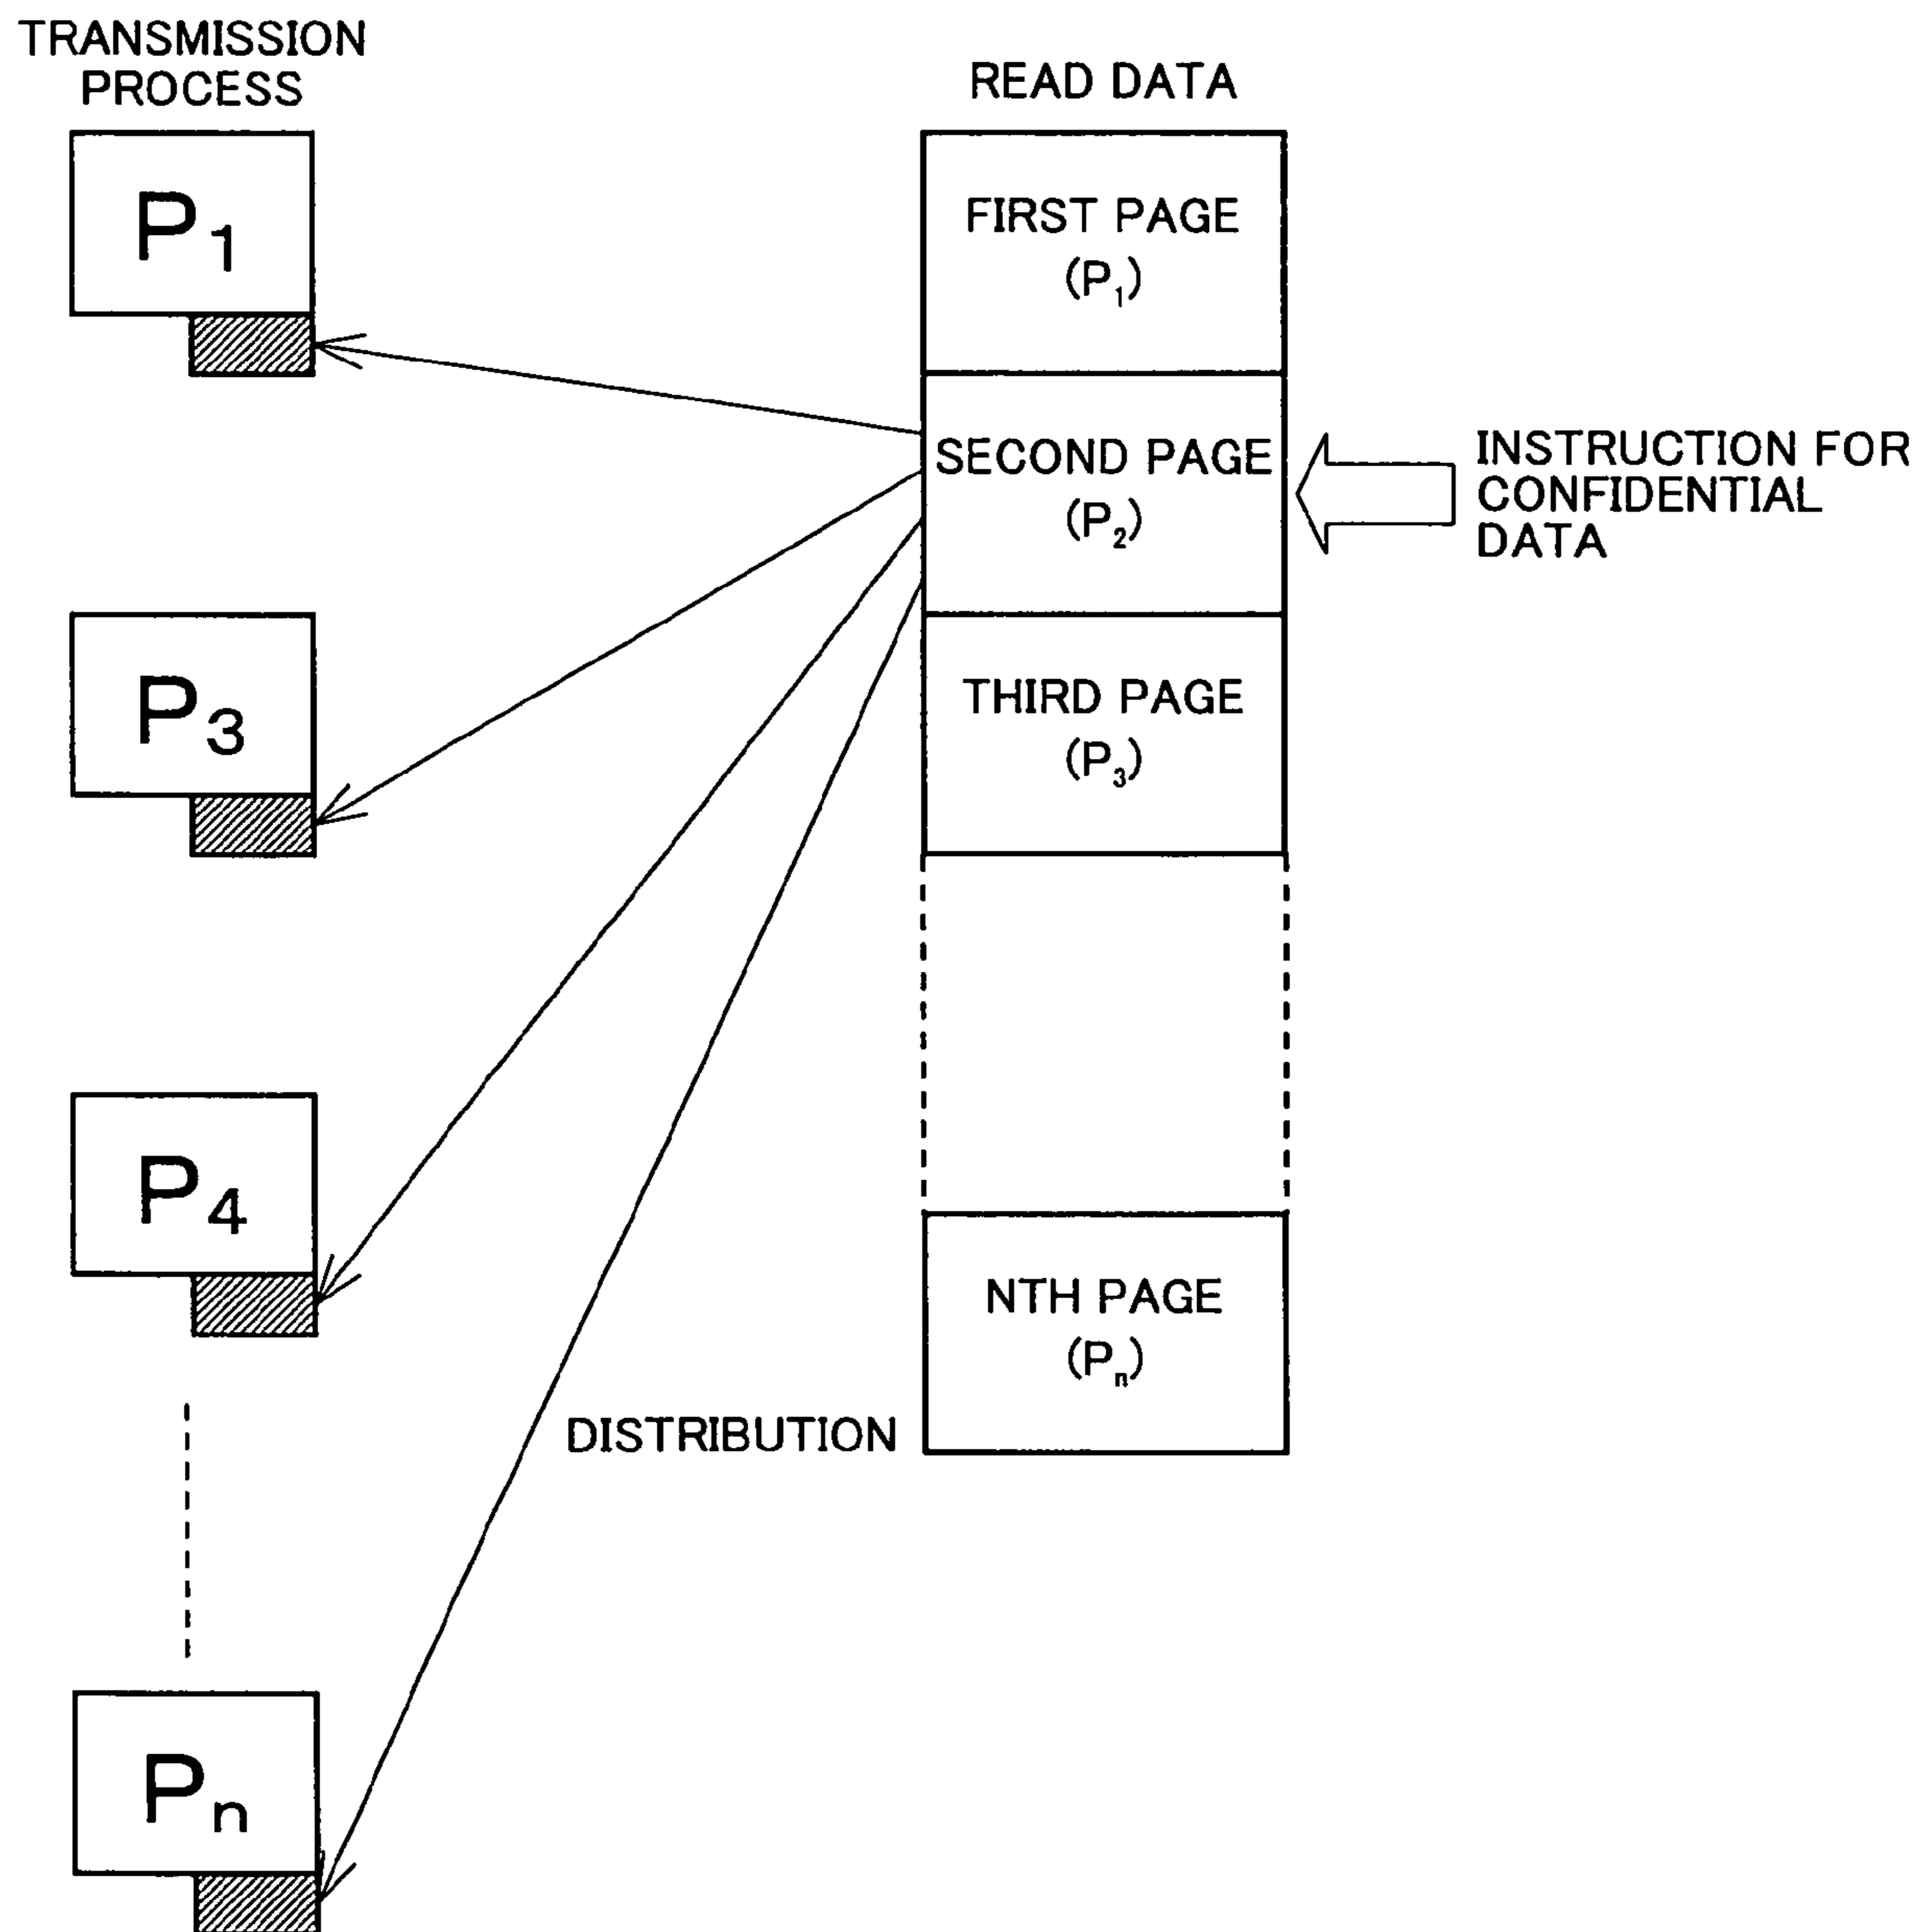 TRANSMISSION
PROCESS
READ DATA
P₁
FIRST PAGE
(P₁)
SECOND PAGE
(P₂)
INSTRUCTION FOR
CONFIDENTIAL
DATA
P₃
THIRD PAGE
(P₃)
P₄
NTH PAGE
(Pₙ)
DISTRIBUTION
Pₙ